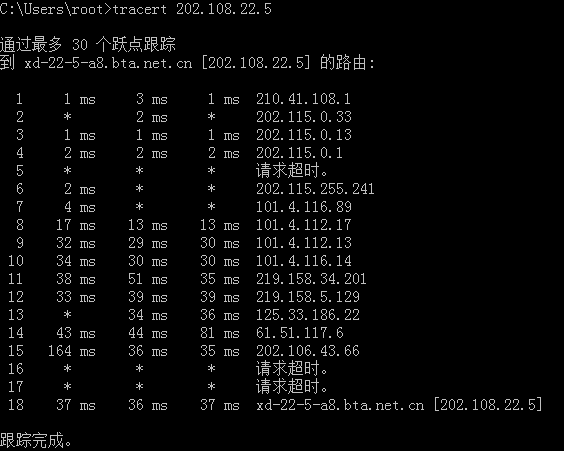 C:\Users\root>tracert 202.108.22.5
通过最多 30 个跃点跟踪
到 xd-22-5-a8.bta.net.cn [202.108.22.5] 的路由:
1 1 ms 3 ms 1 ms 210.41.108.1
2 * 2 ms * 202.115.0.33
3 1 ms 1 ms 1 ms 202.115.0.13
4 2 ms 2 ms 2 ms 202.115.0.1
5 * * * 请求超时。
6 2 ms * * 202.115.255.241
7 4 ms * * 101.4.116.89
8 17 ms 13 ms 13 ms 101.4.112.17
9 32 ms 29 ms 30 ms 101.4.112.13
10 34 ms 30 ms 30 ms 101.4.116.14
11 38 ms 51 ms 35 ms 219.158.34.201
12 33 ms 39 ms 39 ms 219.158.5.129
13 * 34 ms 36 ms 125.33.186.22
14 43 ms 44 ms 81 ms 61.51.117.6
15 164 ms 36 ms 35 ms 202.106.43.66
16 * * * 请求超时。
17 * * * 请求超时。
18 37 ms 36 ms 37 ms xd-22-5-a8.bta.net.cn [202.108.22.5]
跟踪完成。